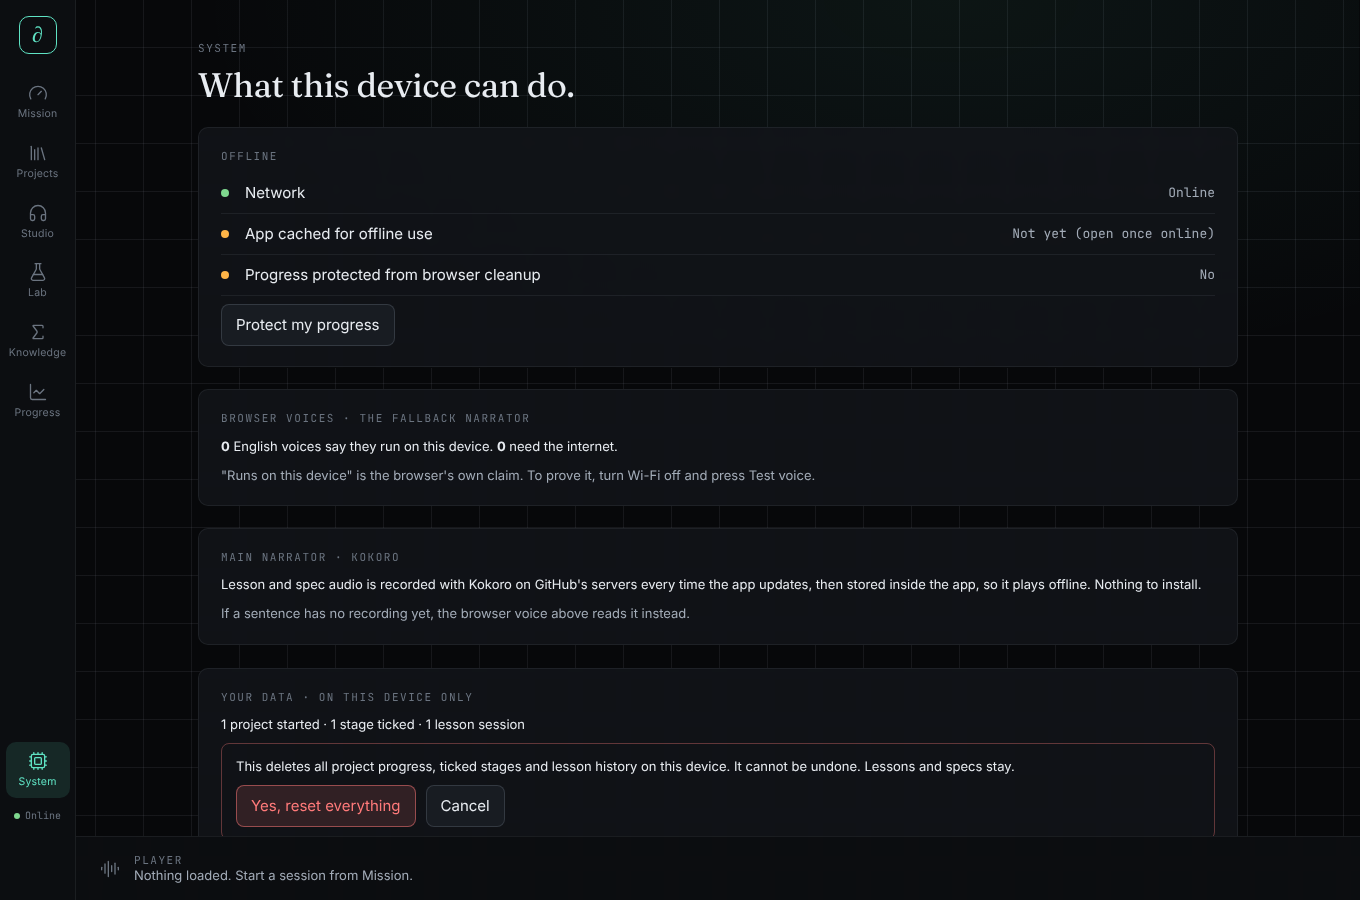 ∂
Mission
Projects
Studio
Lab
Knowledge
Progress
System
Online
SYSTEM
What this device can do.
OFFLINE
Network
Online
App cached for offline use
Not yet (open once online)
Progress protected from browser cleanup
No
Protect my progress
BROWSER VOICES · THE FALLBACK NARRATOR
0 English voices say they run on this device. 0 need the internet.
"Runs on this device" is the browser's own claim. To prove it, turn Wi-Fi off and press Test voice.
MAIN NARRATOR · KOKORO
Lesson and spec audio is recorded with Kokoro on GitHub's servers every time the app updates, then stored inside the app, so it plays offline. Nothing to install.
If a sentence has no recording yet, the browser voice above reads it instead.
YOUR DATA · ON THIS DEVICE ONLY
1 project started · 1 stage ticked · 1 lesson session
This deletes all project progress, ticked stages and lesson history on this device. It cannot be undone. Lessons and specs stay.
Yes, reset everything
Cancel
PLAYER
Nothing loaded. Start a session from Mission.